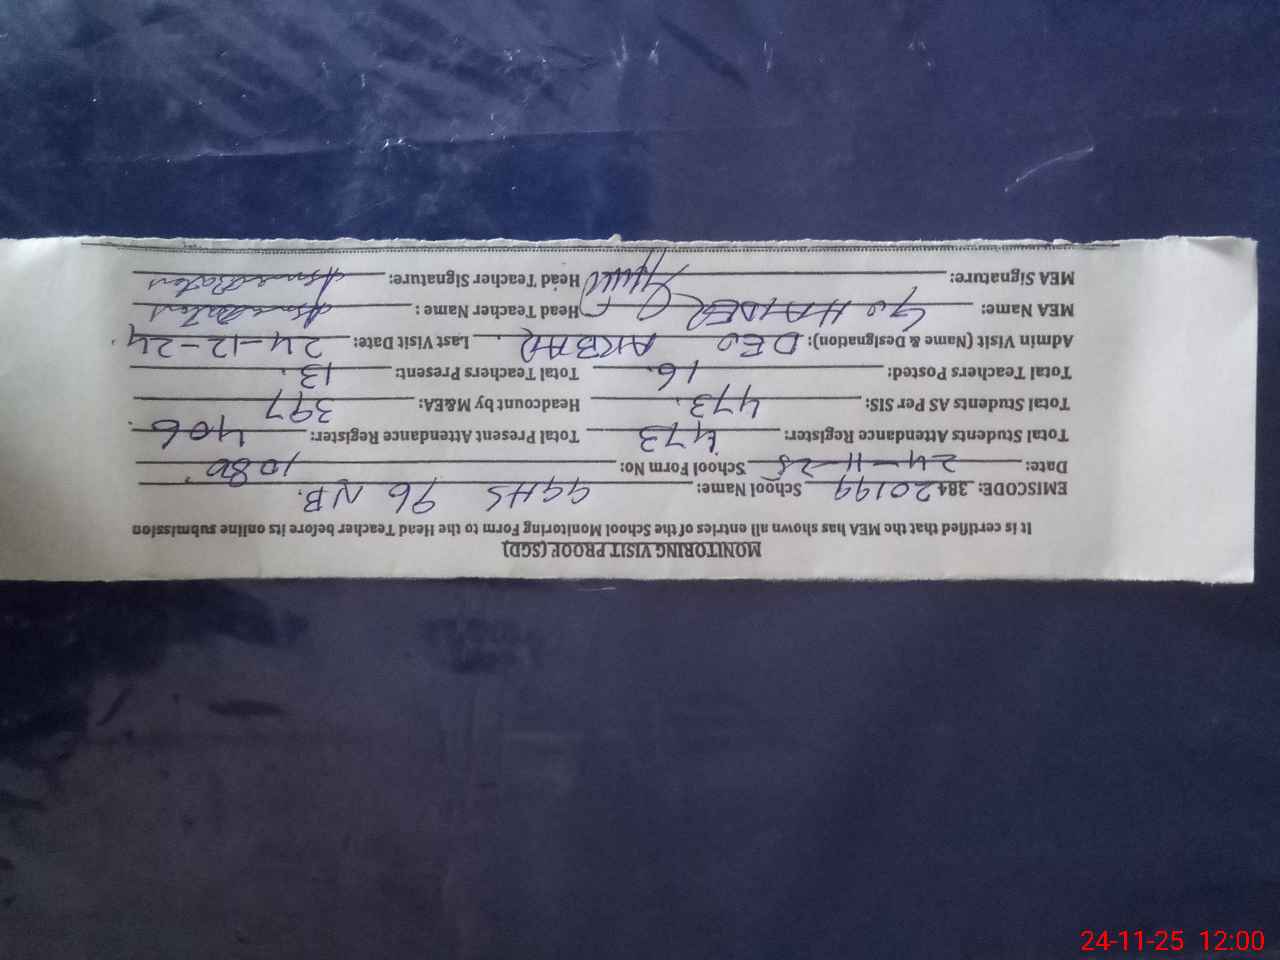 MONITORING VISIT PROOF (SGD)
It is certified that the MEA has shown all entries of the School Monitoring Form to the Head Teacher before its online submission
EMISCODE: 38420199 School Name: GGHS 96 NB.
Date: 24-11-25 School Form No: 1080
Total Students Attendance Register: 473 Total Present Attendant Register: 406.
Total Students AS Per SIS: 473. Headcount by M&EA: 397
Total Teachers Posted: 16. Total Teachers Present: 13.
Admin Visit (Name & Designation): DEO AKBAR. Last Visit Date: 24-12-24.
MEA Name: HAIDER Head Teacher Name :
MEA Signature: Head Teacher Signature:
24-11-25 12:00